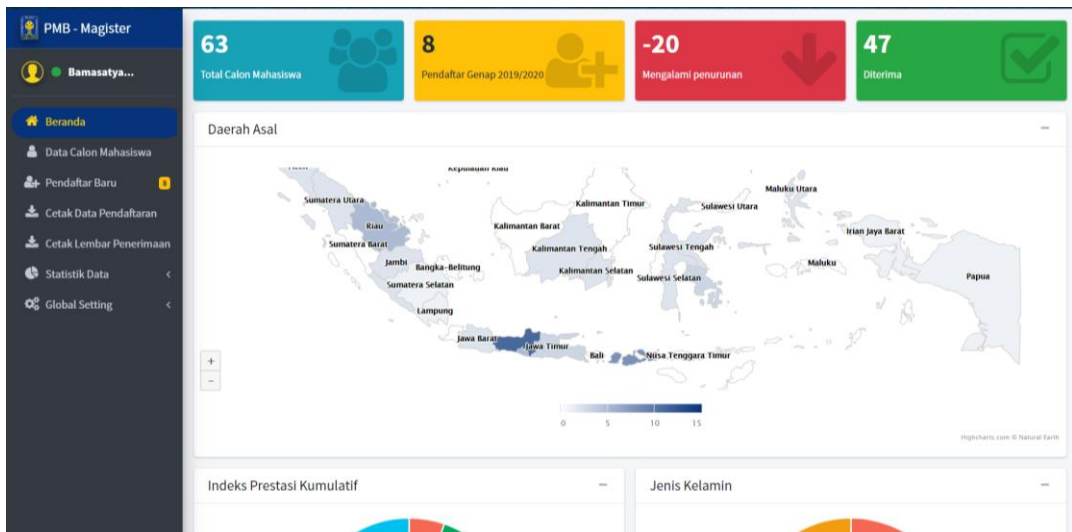 PMB - Magister
Bamasatya...
Beranda
Data Calon Mahasiswa
Pendaftar Baru 8
Cetak Data Pendaftaran
Cetak Lembar Penerimaan
Statistik Data
Global Setting
63
Total Calon Mahasiswa
8
Pendaftar Genap 2019/2020
-20
Mengalami penurunan
47
Diterima
Daerah Asal
Kepulauan Riau
Sumatera Utara
Riau
Sumatera Barat
Jambi
Bangka-Belitung
Sumatera Selatan
Lampung
Kalimantan Timur
Kalimantan Barat
Kalimantan Tengah
Kalimantan Selatan
Sulawesi Utara
Sulawesi Tengah
Sulawesi Selatan
Maluku Utara
Maluku
Irian Jaya Barat
Papua
Jawa Barat
Jawa Timur
Bali
Nusa Tenggara Timur
+
−
0 5 10 15
Highcharts.com © Natural Earth
Indeks Prestasi Kumulatif
Jenis Kelamin